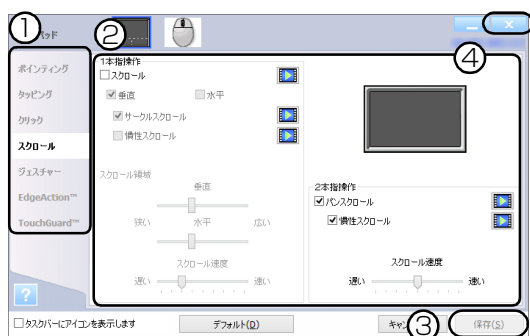 ①
②
パッド
④
ポインティング
タッピング
クリック
スクロール
ジェスチャー
EdgeAction™
TouchGuard™
1本指操作
スクロール
垂直 水平
サークルスクロール
慣性スクロール
スクロール領域
垂直
狭い 水平 広い
スクロール速度
遅い 速い
2本指操作
パンスクロール
慣性スクロール
スクロール速度
遅い 速い
?
タスクバーにアイコンを表示します
デフォルト(D)
キャン
③
保存(S)